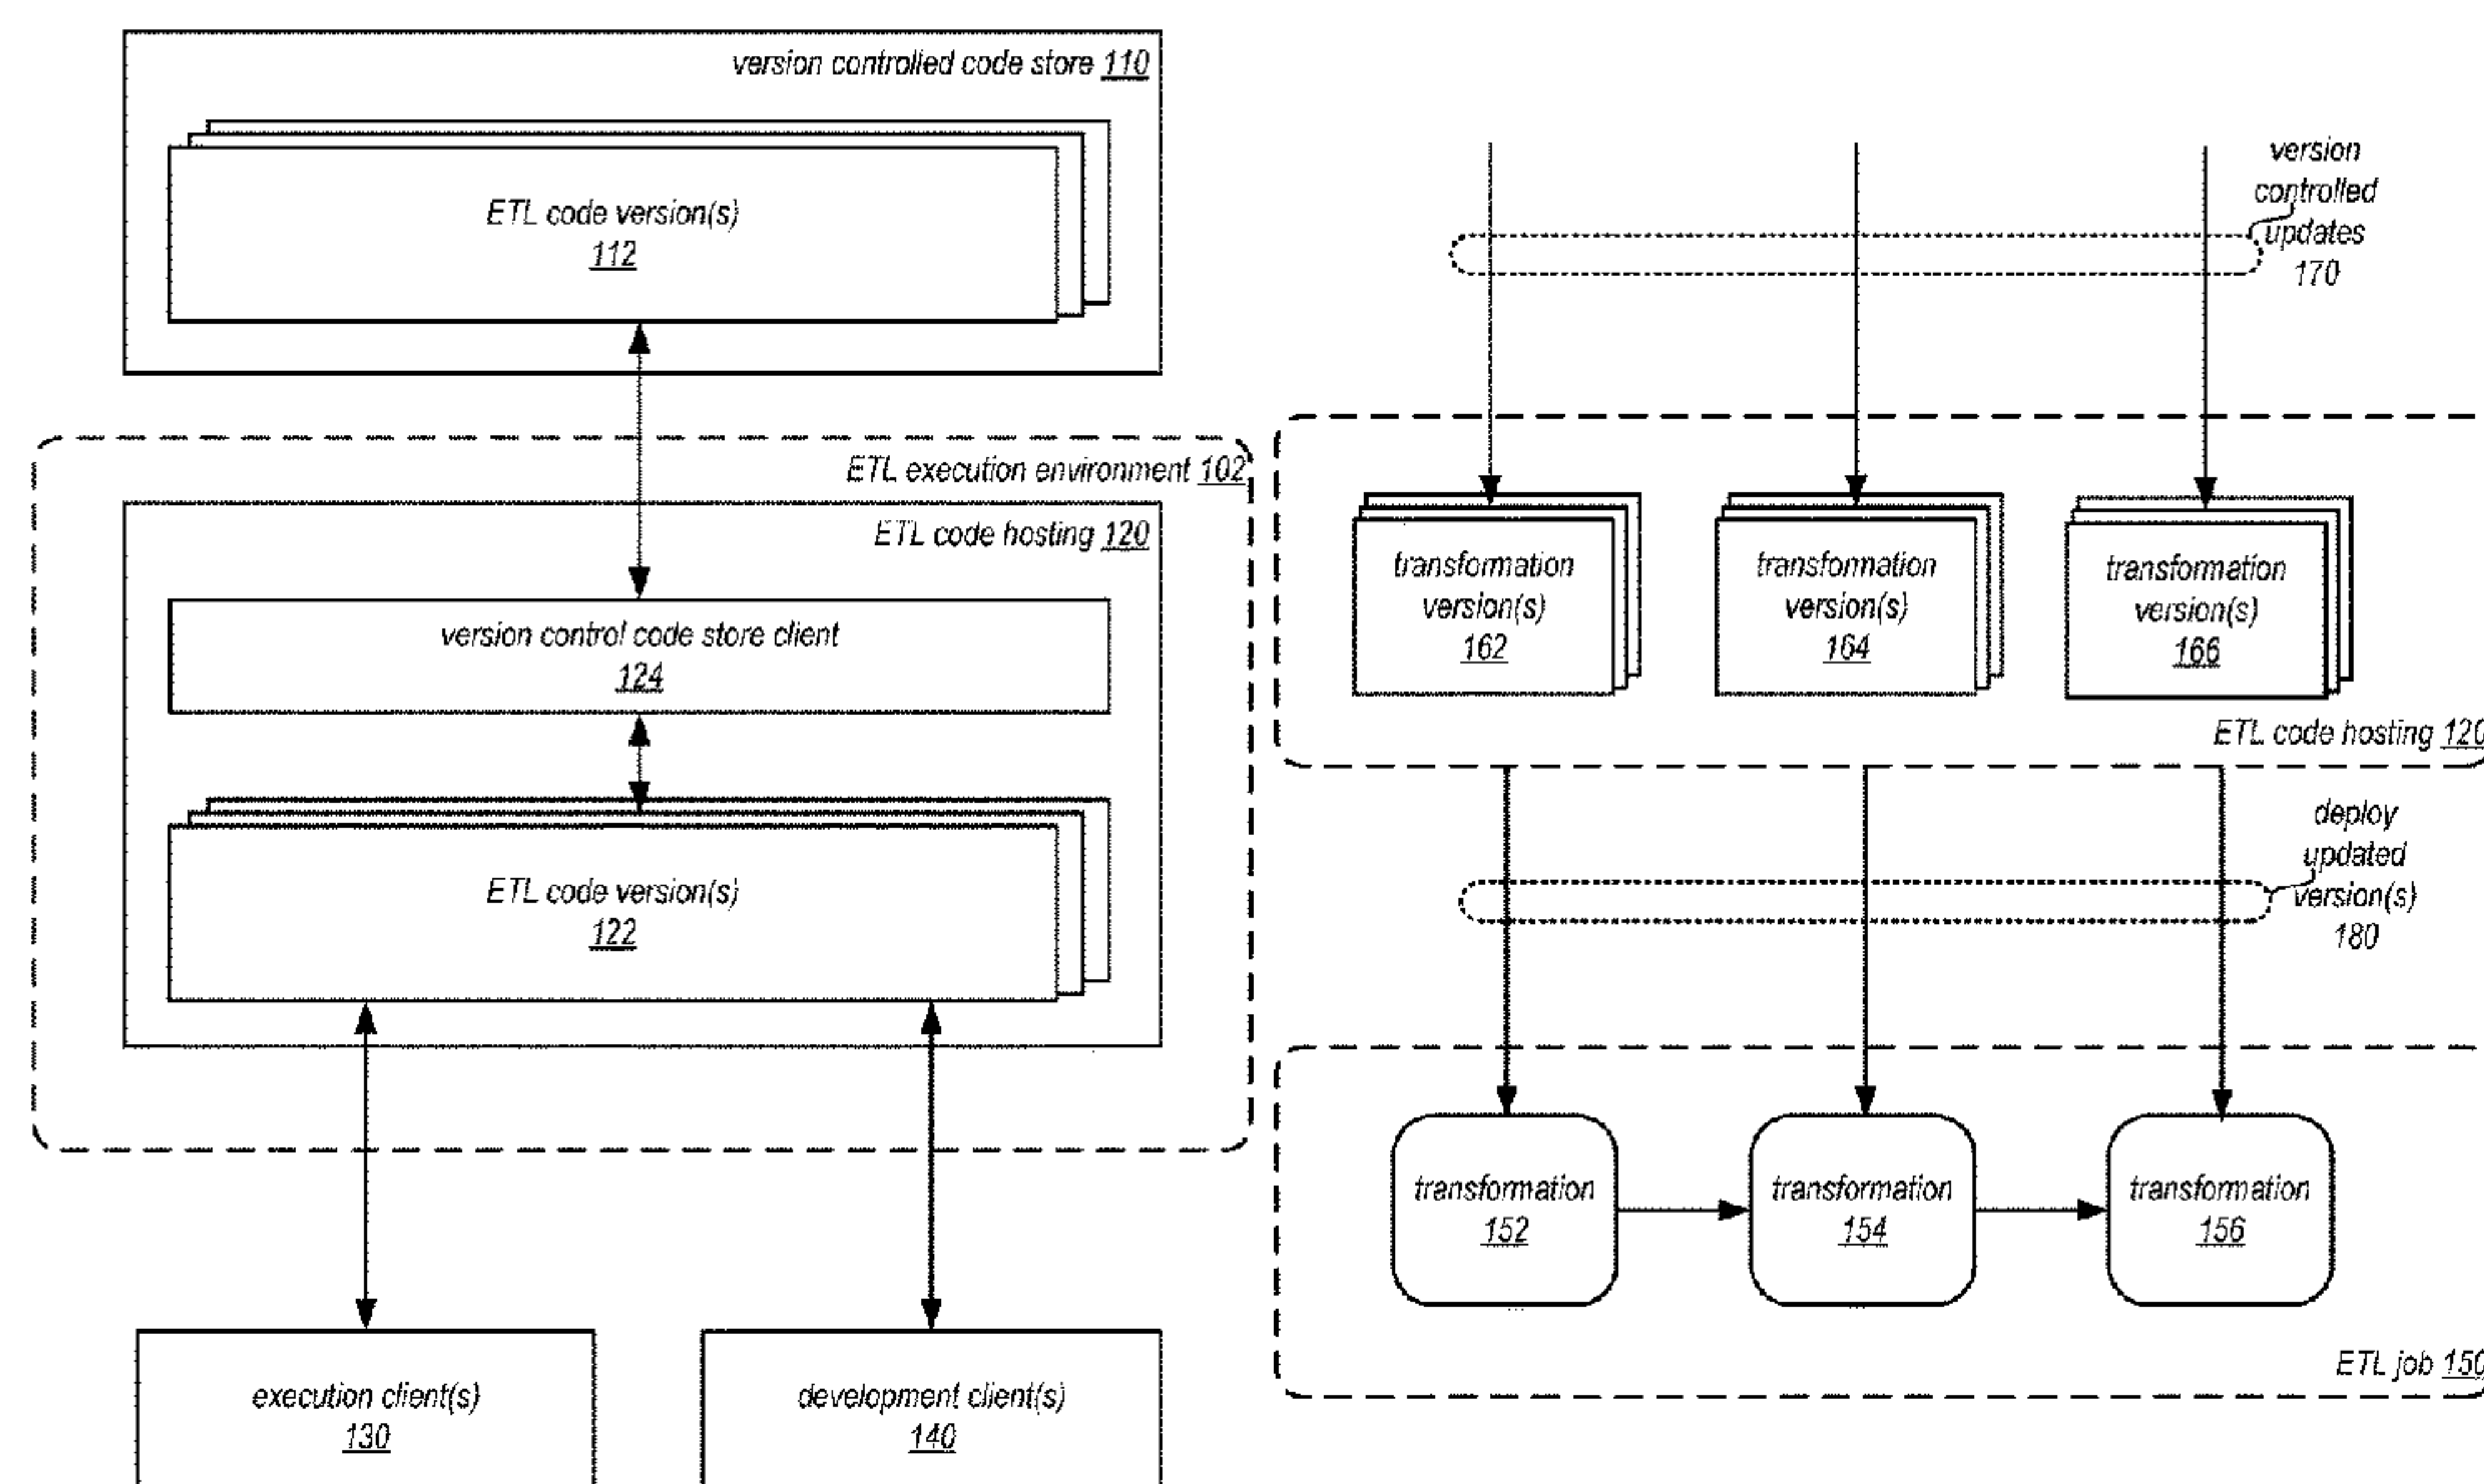 version controlled code store 110
ETL code version(s)
112
ETL execution environment 102
ETL code hosting 120
version control code store client
124
ETL code version(s)
122
execution client(s)
130
development client(s)
140
version
controlled
updates
170
transformation
version(s)
162
transformation
version(s)
164
transformation
version(s)
166
ETL code hosting 120
deploy
updated
version(s)
180
transformation
152
transformation
154
transformation
156
ETL job 150